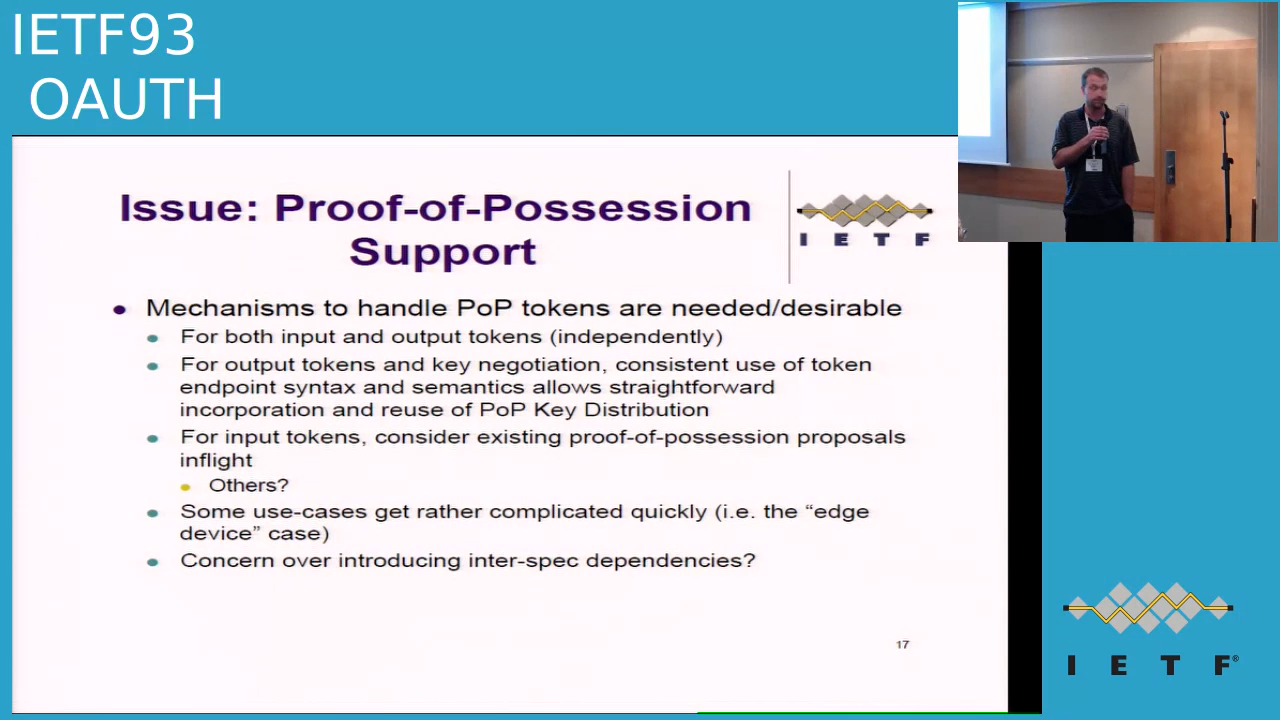 IETF93
OAUTH
Issue: Proof-of-Possession
Support
I E T F
• Mechanisms to handle PoP tokens are needed/desirable
• For both input and output tokens (independently)
• For output tokens and key negotiation, consistent use of token
endpoint syntax and semantics allows straightforward
incorporation and reuse of PoP Key Distribution
• For input tokens, consider existing proof-of-possession proposals
inflight
• Others?
• Some use-cases get rather complicated quickly (i.e. the “edge
device” case)
• Concern over introducing inter-spec dependencies?
17
I E T F®